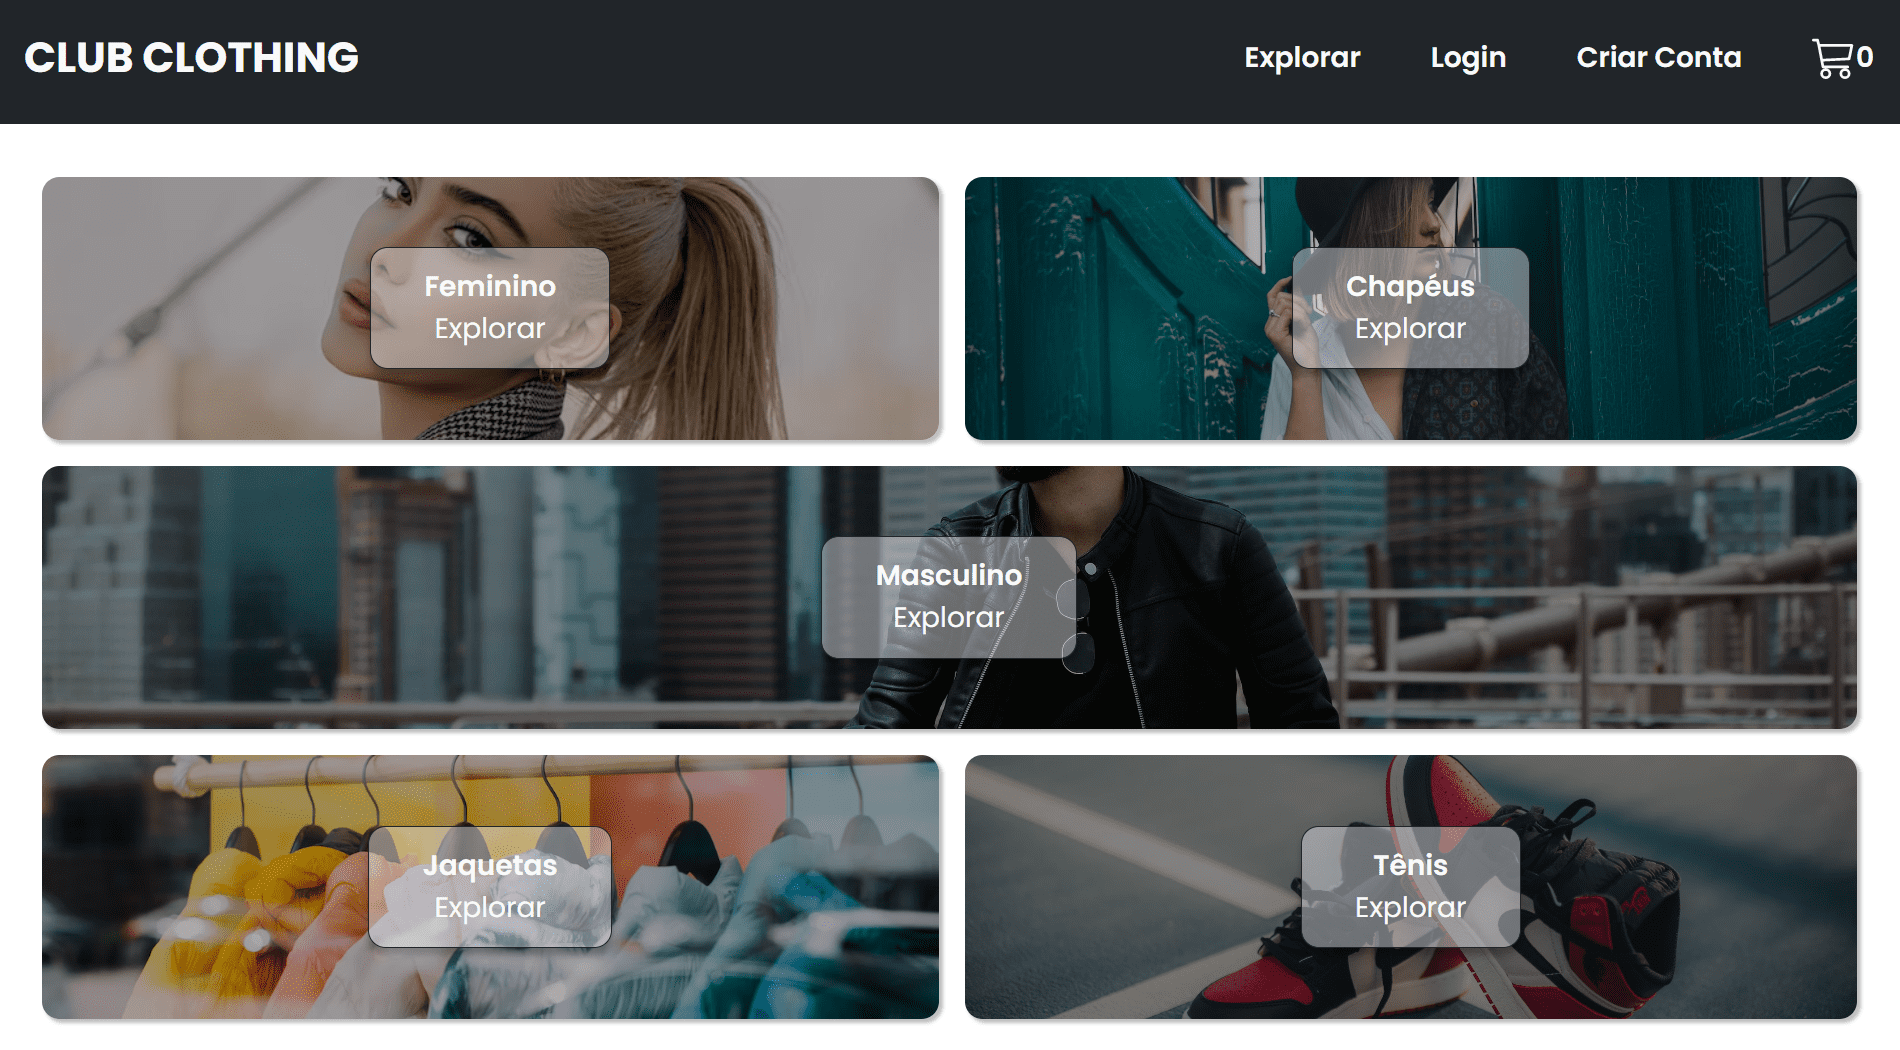 CLUB CLOTHING
Explorar
Login
Criar Conta
0
Feminino
Explorar
Chapéus
Explorar
Masculino
Explorar
Jaquetas
Explorar
Tênis
Explorar